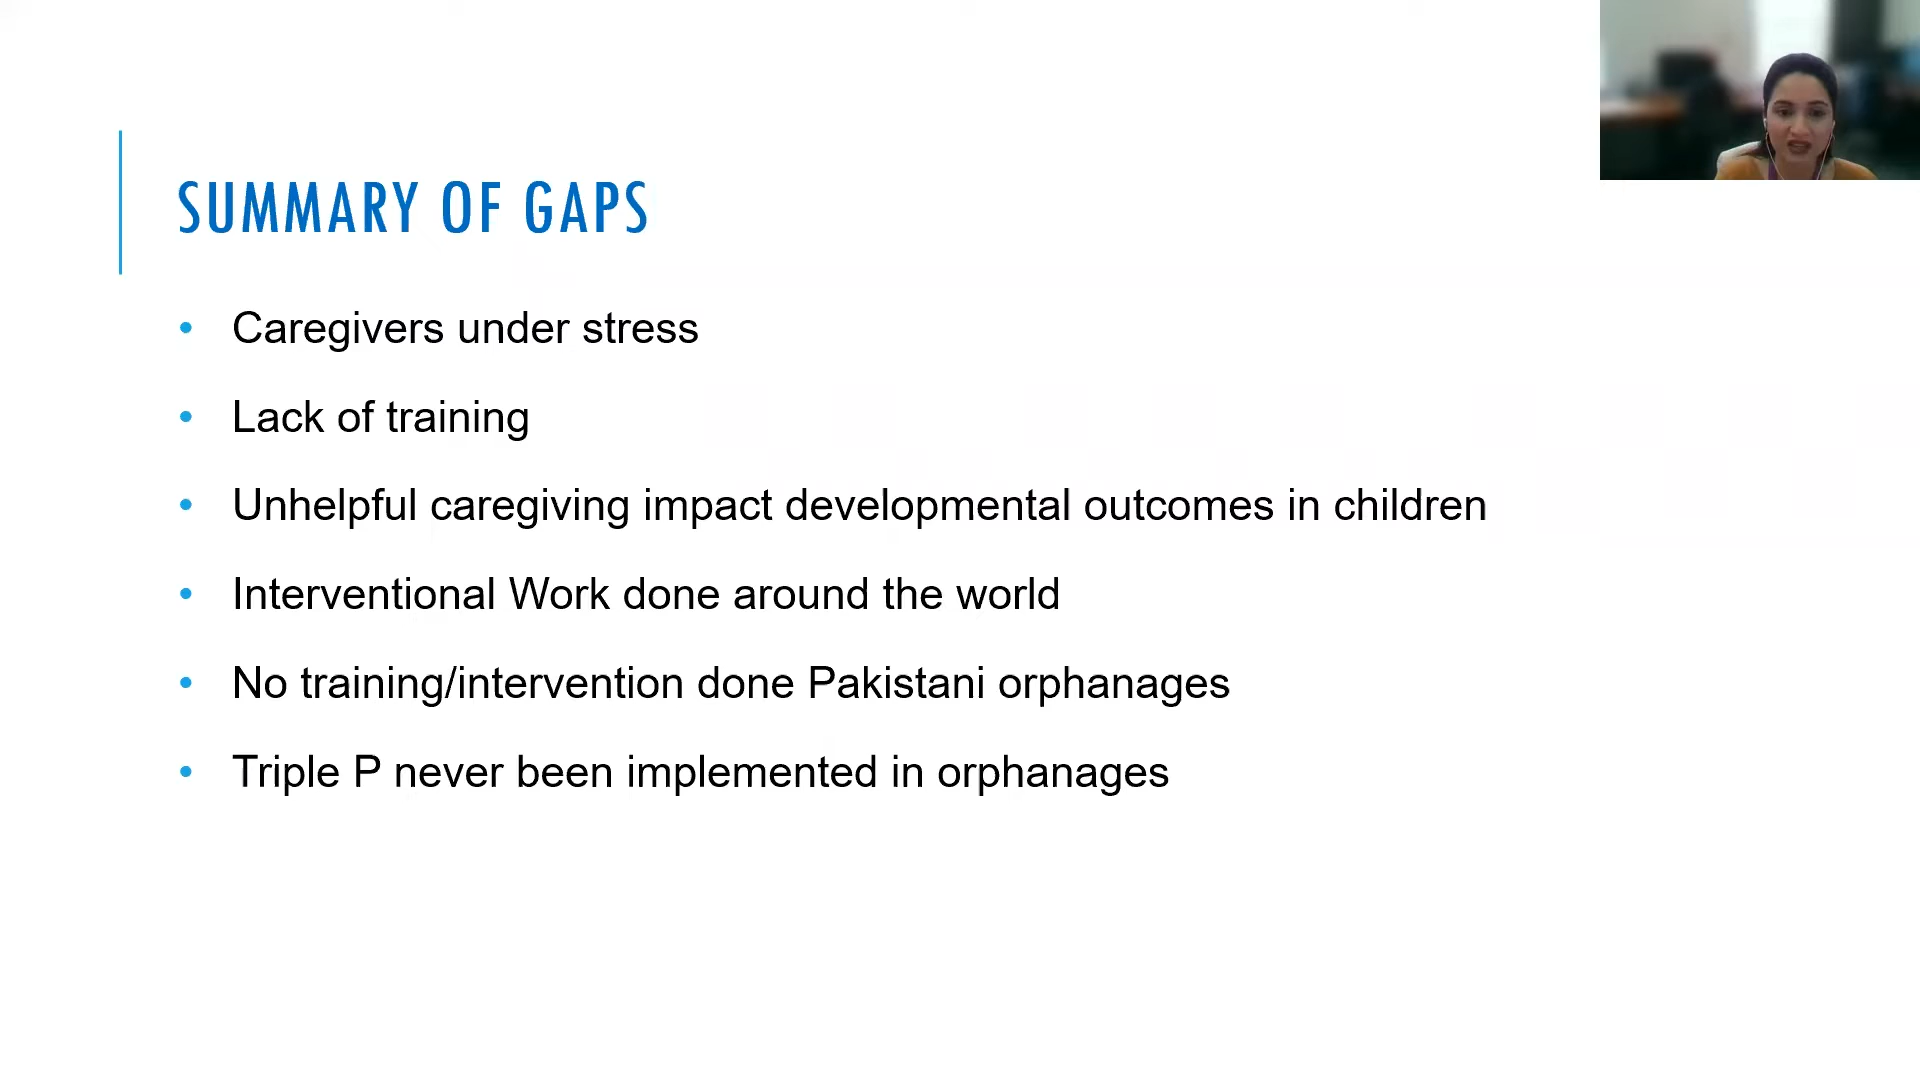 SUMMARY OF GAPS
• Caregivers under stress
• Lack of training
• Unhelpful caregiving impact developmental outcomes in children
• Interventional Work done around the world
• No training/intervention done Pakistani orphanages
• Triple P never been implemented in orphanages